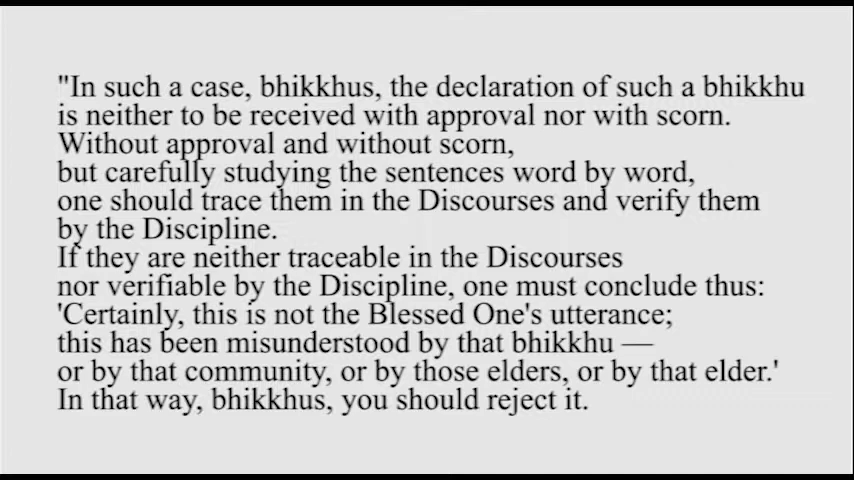 "In such a case, bhikkhus, the declaration of such a bhikkhu
is neither to be received with approval nor with scorn.
Without approval and without scorn,
but carefully studying the sentences word by word,
one should trace them in the Discourses and verify them
by the Discipline.
If they are neither traceable in the Discourses
nor verifiable by the Discipline, one must conclude thus:
'Certainly, this is not the Blessed One's utterance;
this has been misunderstood by that bhikkhu —
or by that community, or by those elders, or by that elder.'
In that way, bhikkhus, you should reject it.